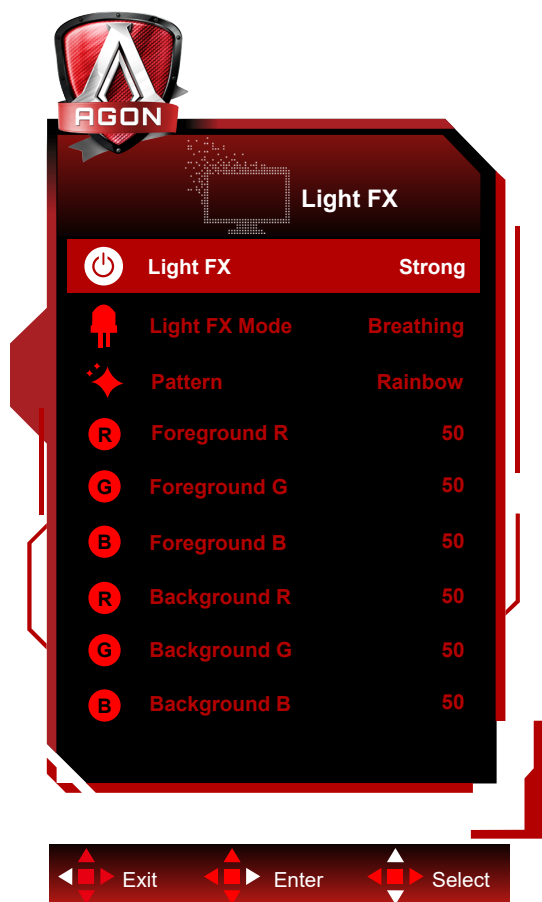 AGON
Light FX
Light FX Strong
Light FX Mode Breathing
Pattern Rainbow
R Foreground R 50
G Foreground G 50
B Foreground B 50
R Background R 50
G Background G 50
B Background B 50
Exit Enter Select